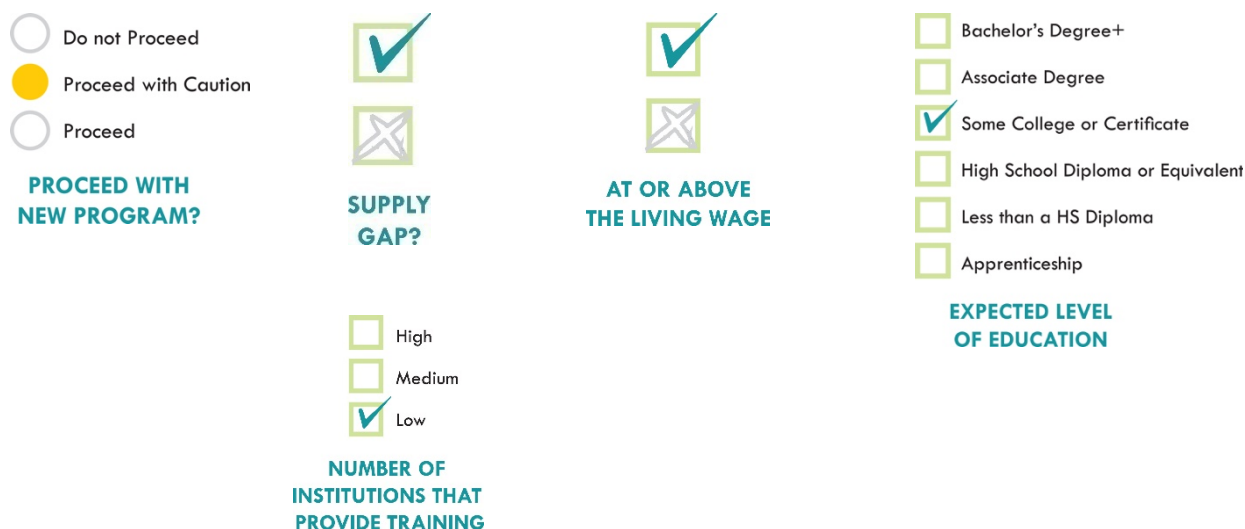 Do not Proceed
Proceed with Caution
Proceed
PROCEED WITH
NEW PROGRAM?
SUPPLY
GAP?
AT OR ABOVE
THE LIVING WAGE
Bachelor's Degree+
Associate Degree
Some College or Certificate
High School Diploma or Equivalent
Less than a HS Diploma
Apprenticeship
EXPECTED LEVEL
OF EDUCATION
High
Medium
Low
NUMBER OF
INSTITUTIONS THAT
PROVIDE TRAINING